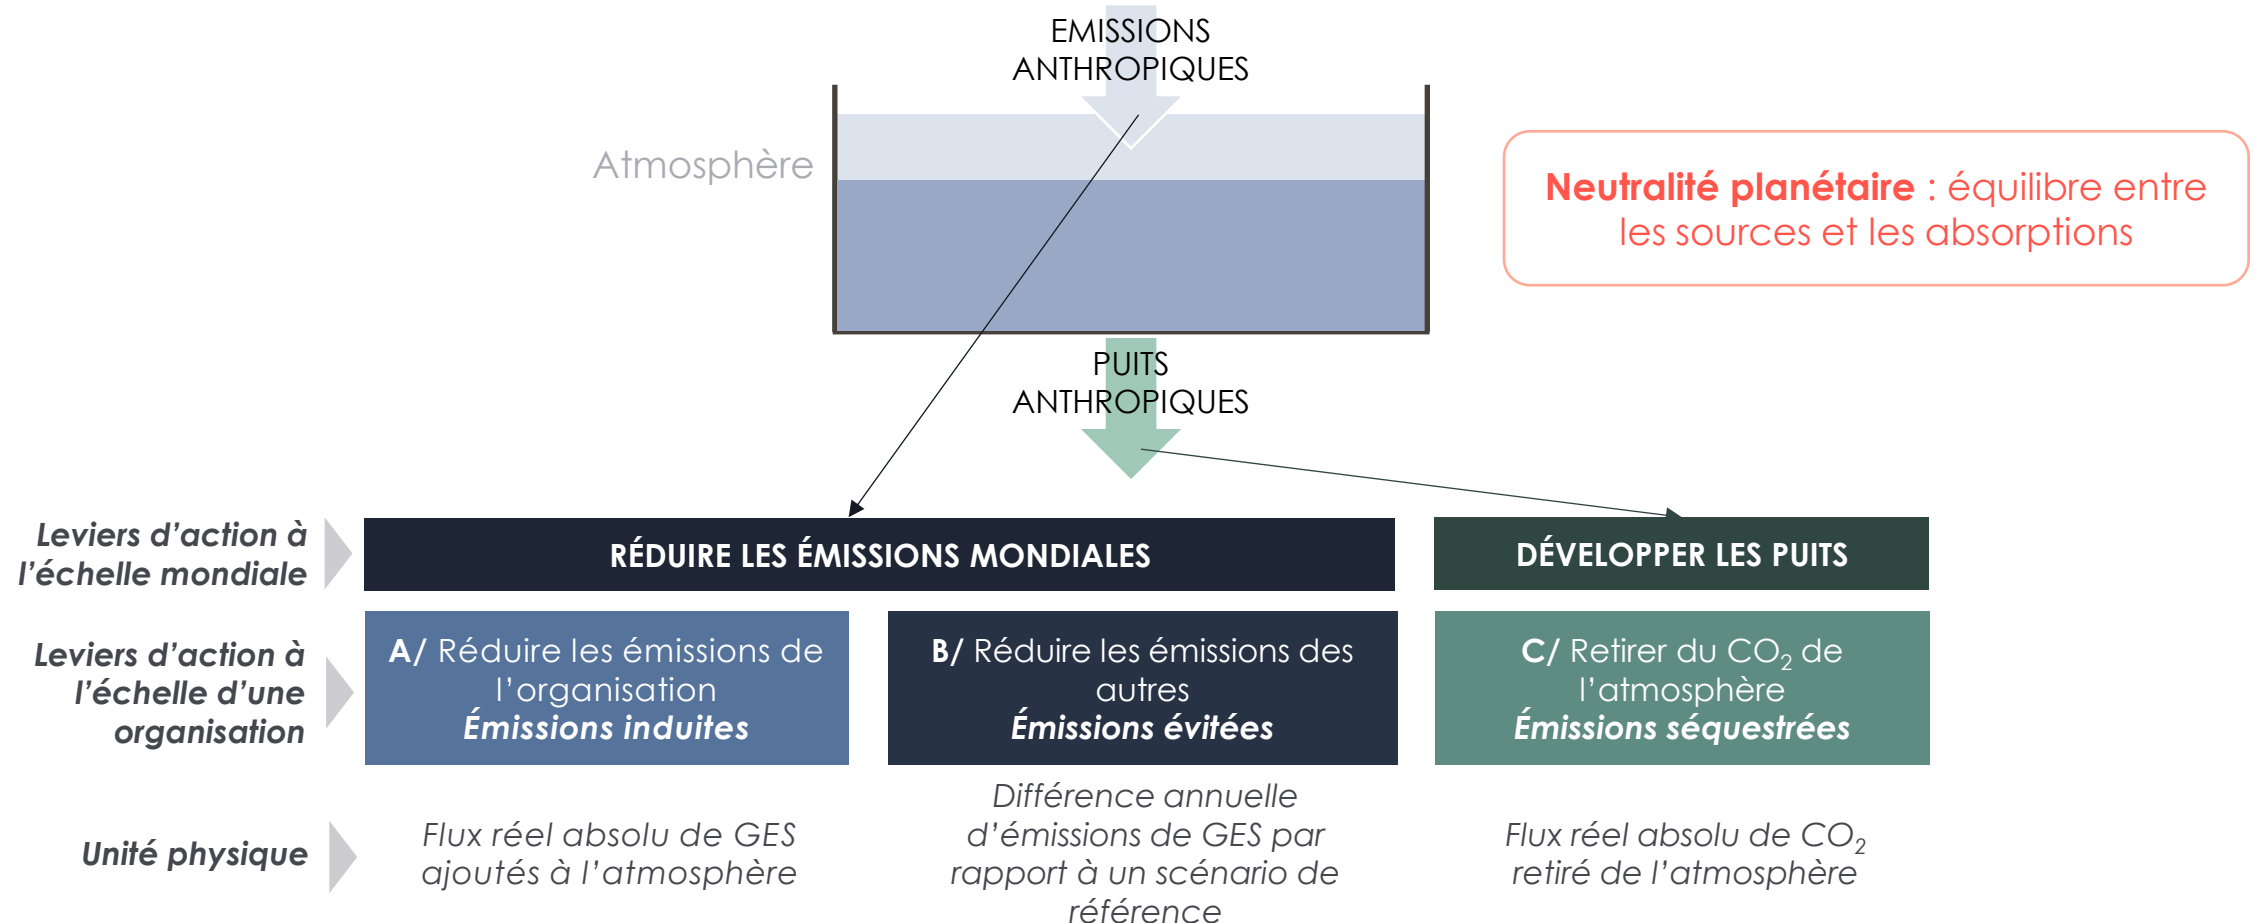 EMISSIONS
ANTHROPIQUES
Atmosphère
Neutralité planétaire : équilibre entre
les sources et les absorptions
PUITS
ANTHROPIQUES
Leviers d’action à
l’échelle mondiale
RÉDUIRE LES ÉMISSIONS MONDIALES
DÉVELOPPER LES PUITS
Leviers d’action à
l’échelle d’une
organisation
A/ Réduire les émissions de
l’organisation
Émissions induites
B/ Réduire les émissions des
autres
Émissions évitées
C/ Retirer du CO₂ de
l’atmosphère
Émissions séquestrées
Unité physique
Flux réel absolu de GES
ajoutés à l’atmosphère
Différence annuelle
d’émissions de GES par
rapport à un scénario de
référence
Flux réel absolu de CO₂
retiré de l’atmosphère